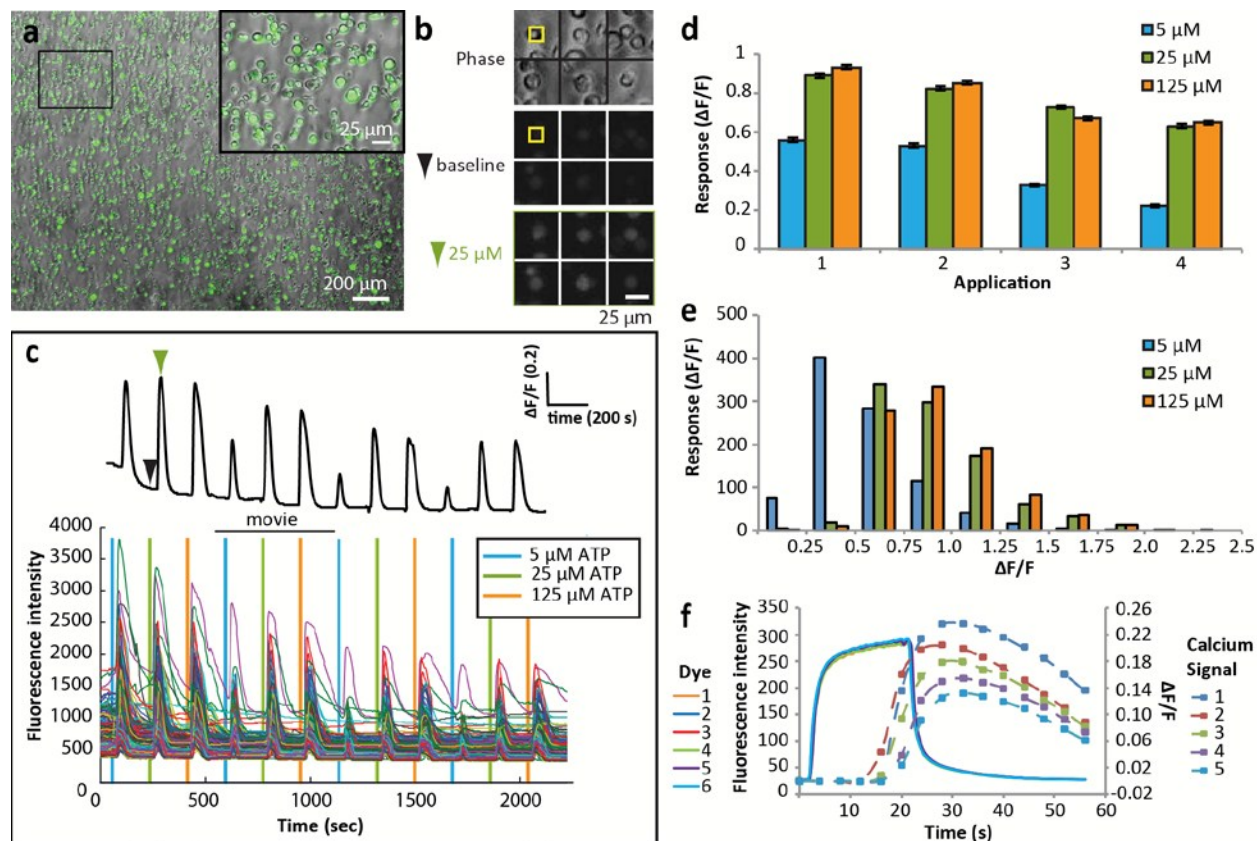 a
25 µm
200 µm
b
Phase
baseline
25 µM
25 µm
c
ΔF/F (0.2)
time (200 s)
movie
4000
3500
3000
2500
2000
1500
1000
500
0
5 µM ATP
25 µM ATP
125 µM ATP
Fluorescence intensity
0 500 1000 1500 2000
Time (sec)
d
5 µM
25 µM
125 µM
Response (ΔF/F)
1
0.8
0.6
0.4
0.2
0
1 2 3 4
Application
e
5 µM
25 µM
125 µM
Response (ΔF/F)
500
400
300
200
100
0
0.25 0.5 0.75 1.0 1.25 1.5 1.75 2.0 2.25 2.5
ΔF/F
f
Dye
1
2
3
4
5
6
Fluorescence intensity
350
300
250
200
150
100
50
0
0.26
0.22
0.18
0.14
0.10
0.06
0.02
-0.02
ΔF/F
10 20 30 40 50 60
Time (s)
Calcium
Signal
1
2
3
4
5